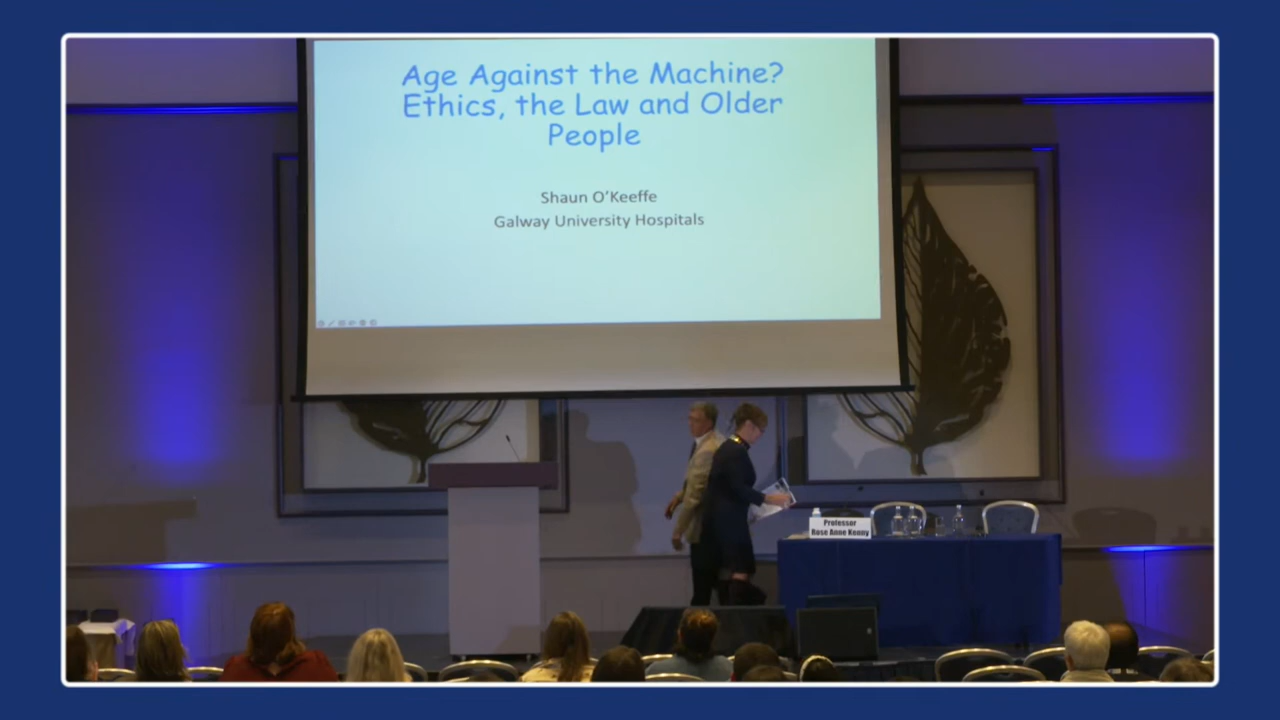 Age Against the Machine?
Ethics, the Law and Older
People
Shaun O'Keeffe
Galway University Hospitals
Professor
Rose Anne Kenny